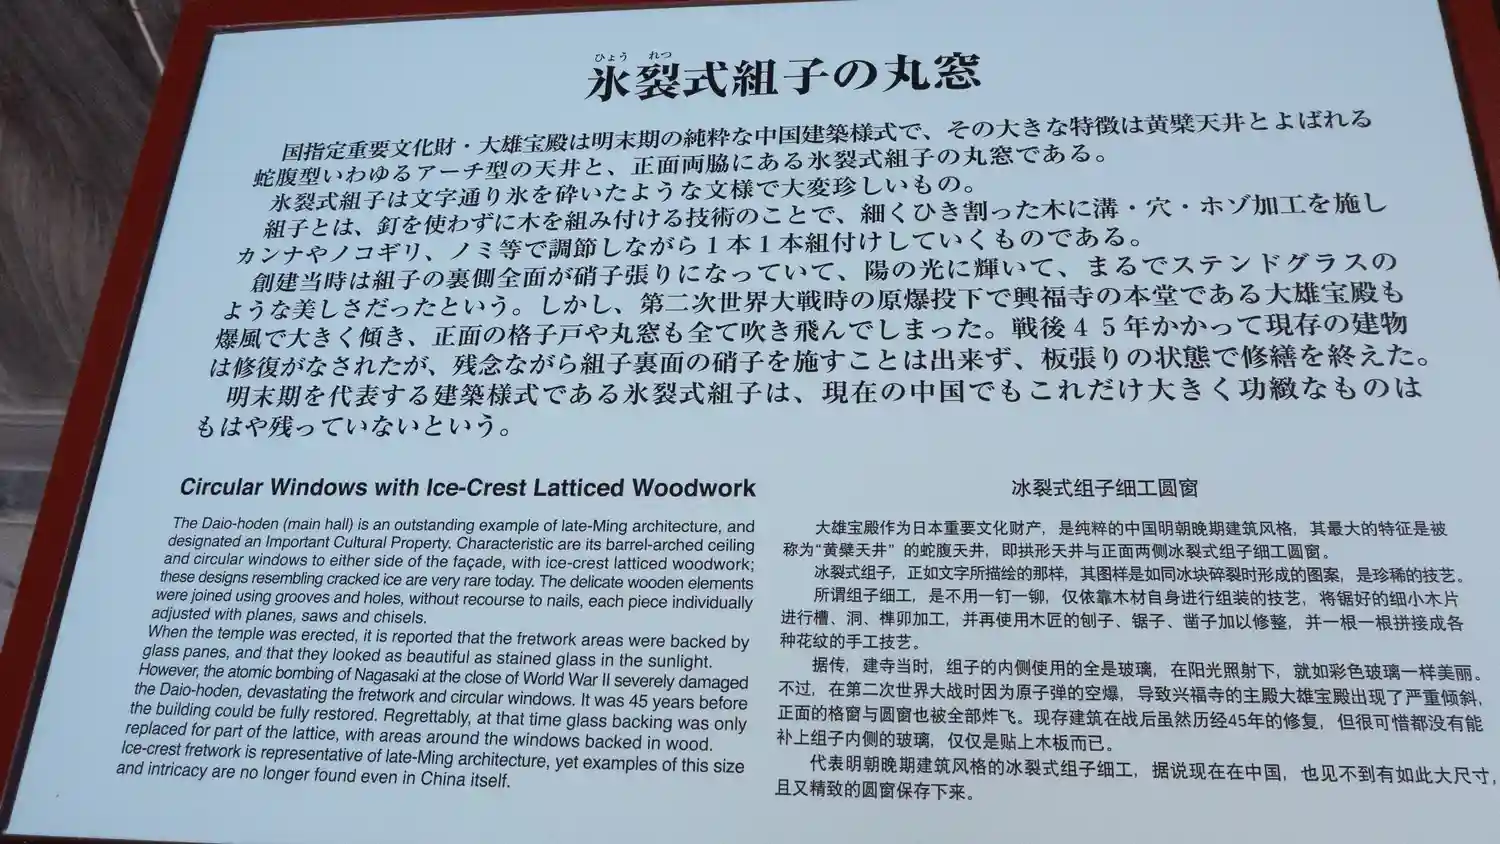 ひょう れつ
氷裂式組子の丸窓
国指定重要文化財・大雄宝殿は明末期の純粋な中国建築様式で、その大きな特徴は黄檗天井とよばれる
蛇腹型いわゆるアーチ型の天井と、正面両脇にある氷裂式組子の丸窓である。
氷裂式組子は文字通り氷を砕いたような文様で大変珍しいもの。
組子とは、釘を使わずに木を組み付ける技術のことで、細くひき割った木に溝・穴・ホゾ加工を施し
カンナやノコギリ、ノミ等で調節しながら１本１本組付けしていくものである。
創建当時は組子の裏側全面が硝子張りになっていて、陽の光に輝いて、まるでステンドグラスの
ような美しさだったという。しかし、第二次世界大戦時の原爆投下で興福寺の本堂である大雄宝殿も
爆風で大きく傾き、正面の格子戸や丸窓も全て吹き飛んでしまった。戦後４５年かかって現存の建物
は修復がなされたが、残念ながら組子裏面の硝子を施すことは出来ず、板張りの状態で修繕を終えた。
明末期を代表する建築様式である氷裂式組子は、現在の中国でもこれだけ大きく功緻なものは
もはや残っていないという。
Circular Windows with Ice-Crest Latticed Woodwork
The Daio-hoden (main hall) is an outstanding example of late-Ming architecture, and
designated an Important Cultural Property. Characteristic are its barrel-arched ceiling
and circular windows to either side of the façade, with ice-crest latticed woodwork;
these designs resembling cracked ice are very rare today. The delicate wooden elements
were joined using grooves and holes, without recourse to nails, each piece individually
adjusted with planes, saws and chisels.
When the temple was erected, it is reported that the fretwork areas were backed by
glass panes, and that they looked as beautiful as stained glass in the sunlight.
However, the atomic bombing of Nagasaki at the close of World War II severely damaged
the Daio-hoden, devastating the fretwork and circular windows. It was 45 years before
the building could be fully restored. Regrettably, at that time glass backing was only
replaced for part of the lattice, with areas around the windows backed in wood.
Ice-crest fretwork is representative of late-Ming architecture, yet examples of this size
and intricacy are no longer found even in China itself.
冰裂式组子细工圆窗
大雄宝殿作为日本重要文化财产，是纯粹的中国明朝晚期建筑风格，其最大的特征是被
称为“黄檗天井” 的蛇腹天井，即拱形天井与正面两侧冰裂式组子细工圆窗。
冰裂式组子，正如文字所描绘的那样，其图样是如同冰块碎裂时形成的图案，是珍稀的技艺。
所谓组子细工，是不用一钉一铆，仅依靠木材自身进行组装的技艺，将锯好的细小木片
进行槽、洞、榫卯加工，并再使用木匠的刨子、锯子、凿子加以修整，并一根一根拼接成各
种花纹的手工技艺。
据传，建寺当时，组子的内侧使用的全是玻璃，在阳光照射下，就如彩色玻璃一样美丽。
不过，在第二次世界大战时因为原子弹的空爆，导致兴福寺的主殿大雄宝殿出现了严重倾斜，
正面的格窗与圆窗也被全部炸飞。现存建筑在战后虽然历经45年的修复，但很可惜都没有能
补上组子内侧的玻璃，仅仅是贴上木板而已。
代表明朝晚期建筑风格的冰裂式组子细工，据说现在在中国，也见不到有如此大尺寸，
且又精致的圆窗保存下来。